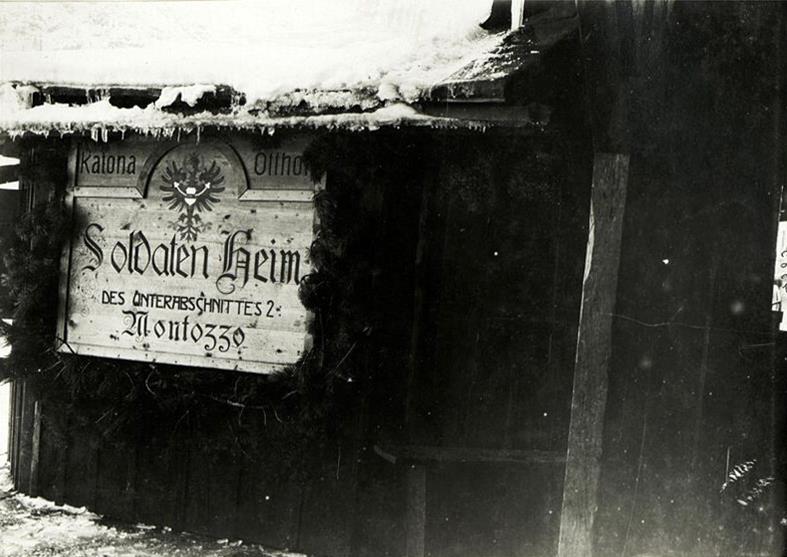 Katona Otthon
Soldaten Heim
DES UNTERABSCHNITTES 2:
Montozzo